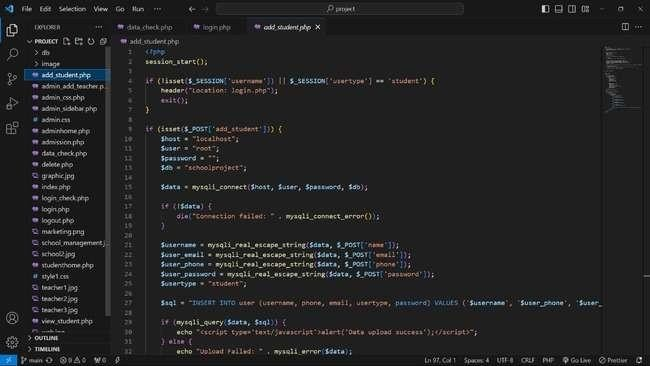 File Edit Selection View Go Run ... project
EXPLORER ...
PROJECT
db
image
add_student.php
admin_add_teacher.p...
admin_css.php
admin_sidebar.php
admin.css
adminhome.php
admission.php
data_check.php
delete.php
graphic.jpg
index.php
login_check.php
login.php
logout.php
marketing.png
school_management.j...
school2.jpg
studenthome.php
style1.css
teacher1.jpg
teacher2.jpg
teacher3.jpg
view_student.php
OUTLINE
TIMELINE
data_check.php login.php add_student.php
add_student.php
1 <?php
2 session_start();
3
4 if (!isset($_SESSION['username']) || $_SESSION['usertype'] == 'student') {
5 header("Location: login.php");
6 exit();
7 }
8
9 if (isset($_POST['add_student'])) {
10 $host = "localhost";
11 $user = "root";
12 $password = "";
13 $db = "schoolproject";
14
15 $data = mysqli_connect($host, $user, $password, $db);
16
17 if (!$data) {
18 die("Connection failed: " . mysqli_connect_error());
19 }
20
21 $username = mysqli_real_escape_string($data, $_POST['name']);
22 $user_email = mysqli_real_escape_string($data, $_POST['email']);
23 $user_phone = mysqli_real_escape_string($data, $_POST['phone']);
24 $user_password = mysqli_real_escape_string($data, $_POST['password']);
25 $usertype = "student";
26
27 $sql = "INSERT INTO user (username, phone, email, usertype, password) VALUES ('$username', '$user_phone', '$user_
28
29 if (mysqli_query($data, $sql)) {
30 echo "<script type='text/javascript'>alert('Data upload success');</script>";
31 } else {
32 echo "Upload Failed: " . mysqli_error($data);
main 0 0 0 Ln 97, Col 1 Spaces: 4 UTF-8 CRLF PHP Go Live Prettier